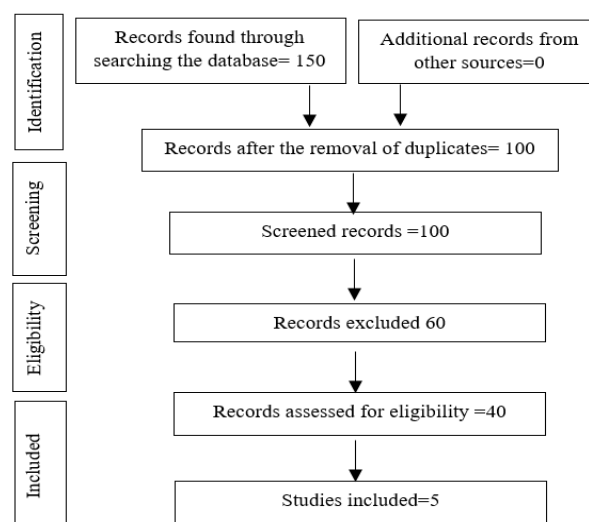 Identification
Records found through
searching the database= 150
Additional records from
other sources=0
Records after the removal of duplicates= 100
Screening
Screened records =100
Eligibility
Records excluded 60
Records assessed for eligibility =40
Included
Studies included=5